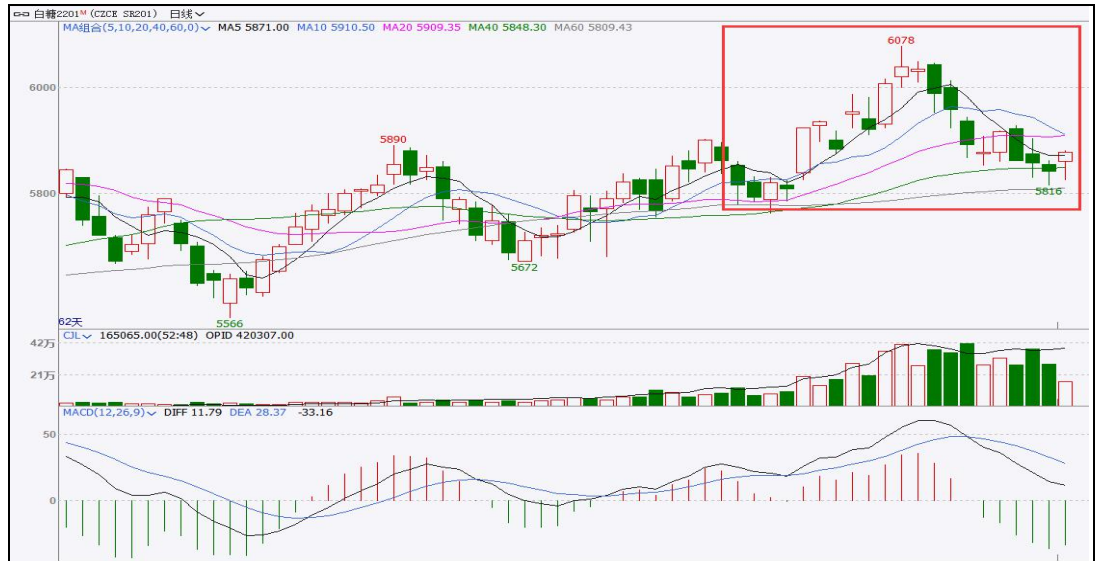 白糖2201M (CZCE SR201) 日线
MA组合(5,10,20,40,60,0) MA5 5871.00 MA10 5910.50 MA20 5909.35 MA40 5848.30 MA60 5809.43
6078
6000
5890
5800
5816
5672
62天
5566
CJL 165065.00(52:48) OPID 420307.00
42万
21万
MACD(12,26,9) DIFF 11.79 DEA 28.37 -33.16
50
0